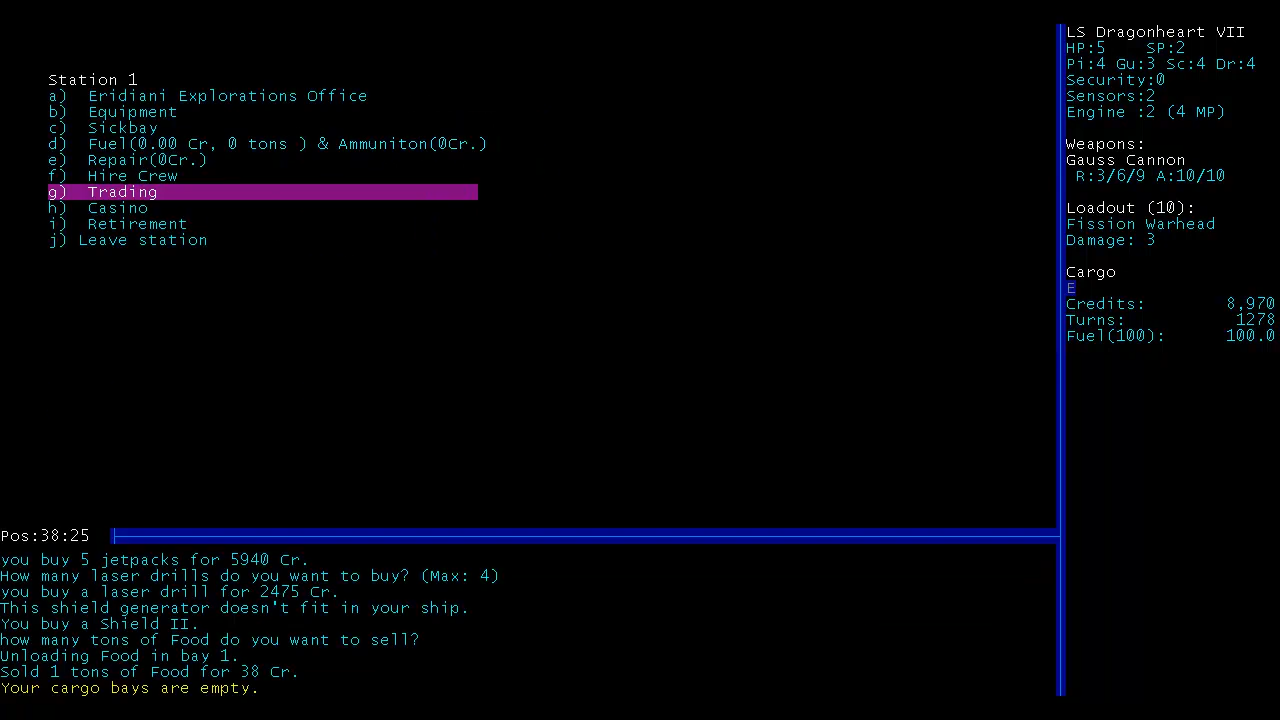 Station 1
a) Eridiani Explorations Office
b) Equipment
c) Sickbay
d) Fuel(0.00 Cr, 0 tons ) & Ammuniton(0Cr.)
e) Repair(0Cr.)
f) Hire Crew
g) Trading
h) Casino
i) Retirement
j) Leave station
LS Dragonheart VII
HP:5 SP:2
Pi:4 Gu:3 Sc:4 Dr:4
Security:0
Sensors:2
Engine :2 (4 MP)
Weapons:
Gauss Cannon
R:3/6/9 A:10/10
Loadout (10):
Fission Warhead
Damage: 3
Cargo
E
Credits: 8,970
Turns: 1278
Fuel(100): 100.0
Pos:38:25
you buy 5 jetpacks for 5940 Cr.
How many laser drills do you want to buy? (Max: 4)
you buy a laser drill for 2475 Cr.
This shield generator doesn't fit in your ship.
You buy a Shield II.
how many tons of Food do you want to sell?
Unloading Food in bay 1.
Sold 1 tons of Food for 38 Cr.
Your cargo bays are empty.